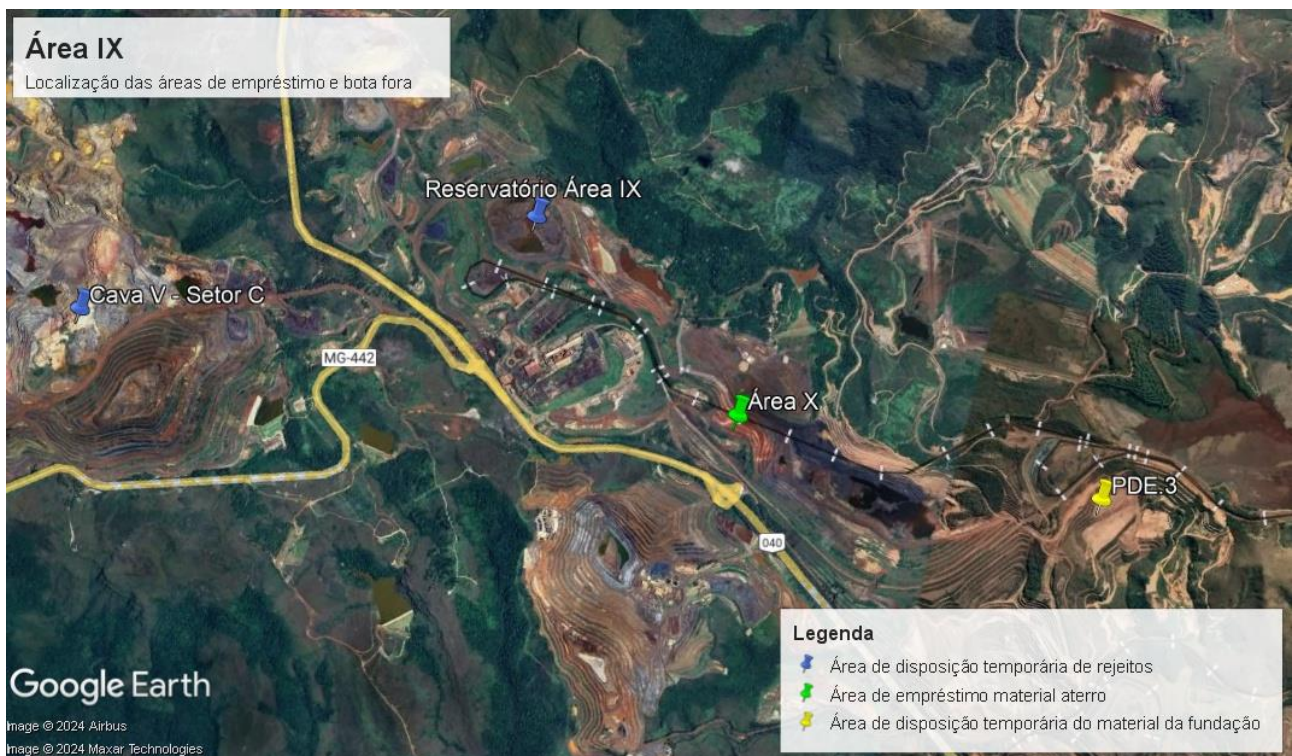 Área IX
Localização das áreas de empréstimo e bota fora
Reservatório Área IX
Cava V - Setor C
MG-442
Área X
PDE.3
040
Legenda
Área de disposição temporária de rejeitos
Área de empréstimo material aterro
Área de disposição temporária do material da fundação
Google Earth
Image © 2024 Airbus
Image © 2024 Maxar Technologies